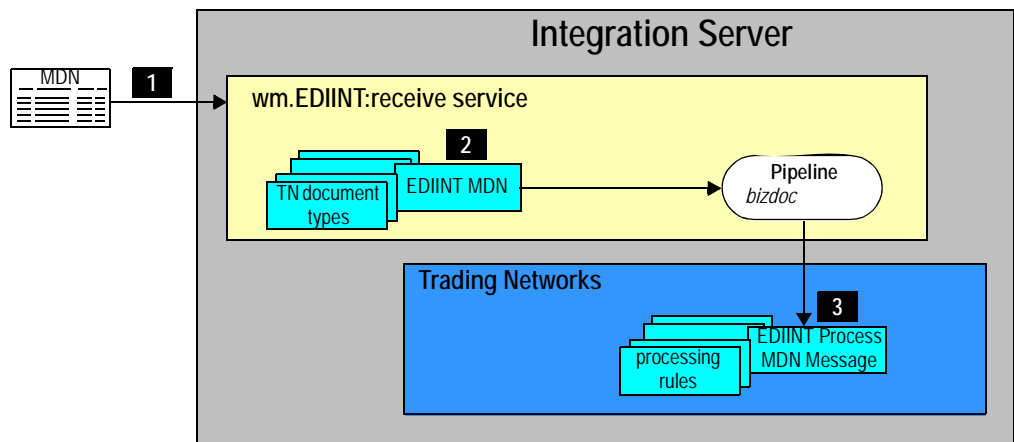 Integration Server
MDN
1
wm.EDIINT:receive service
2
EDIINT MDN
TN document
types
Pipeline
bizdoc
Trading Networks
3
EDIINT Process
MDN Message
processing
rules